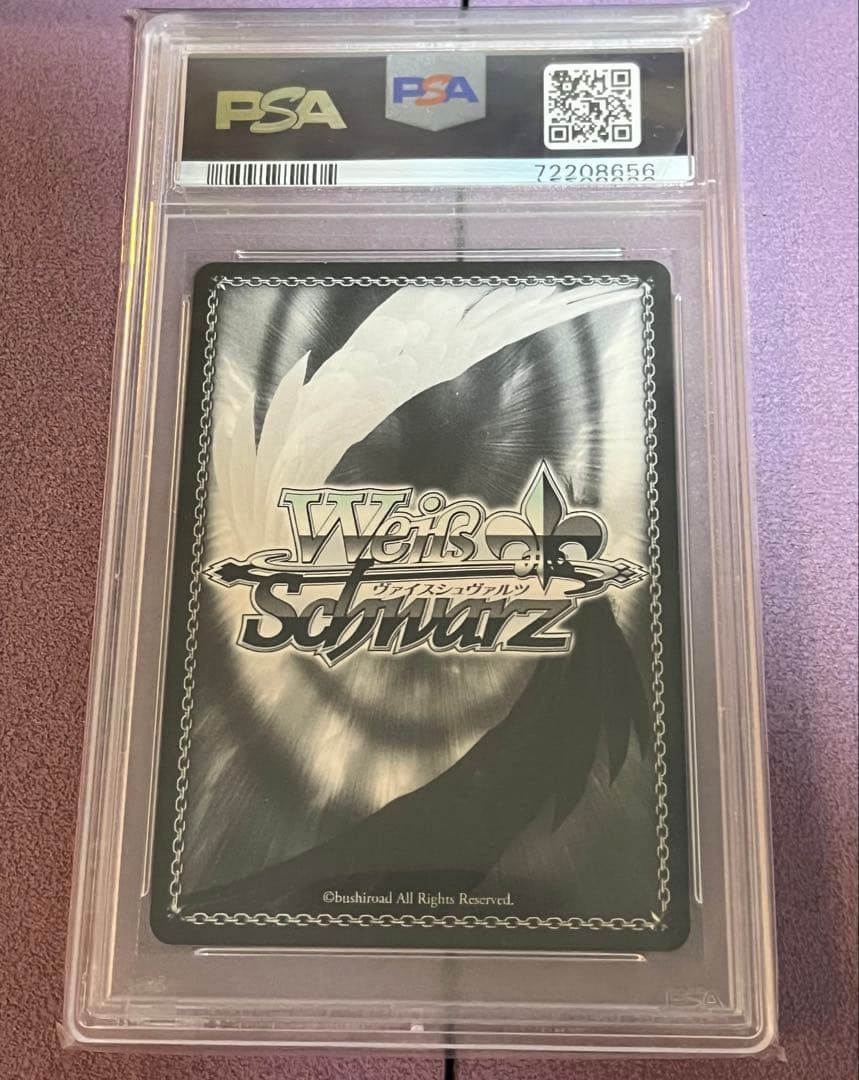 PSA
PSA
72208656
Weiß
ヴァイスシュヴァルツ
Schwarz
©bushiroad All Rights Reserved.
PSA